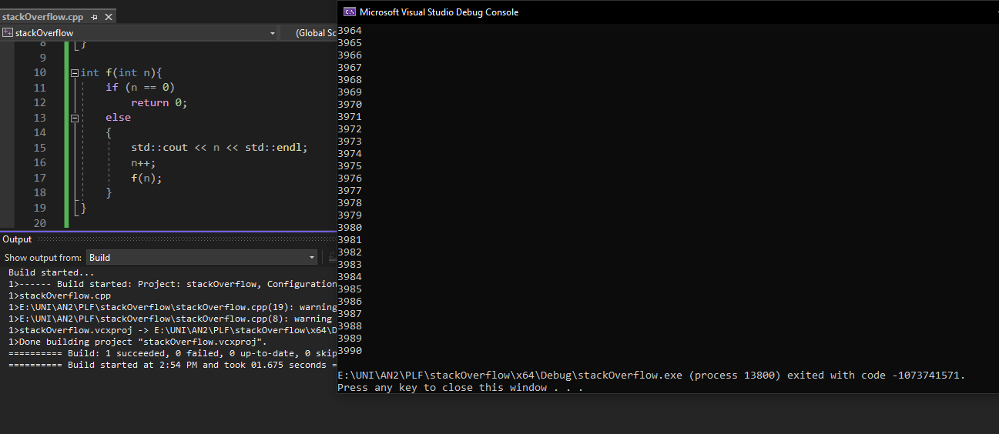 stackOverflow.cpp
stackOverflow
(Global Sc
8 }
9
10 int f(int n){
11 if (n == 0)
12 return 0;
13 else
14 {
15 std::cout << n << std::endl;
16 n++;
17 f(n);
18 }
19 }
20
Output
Show output from: Build
Build started...
1>------ Build started: Project: stackOverflow, Configuration
1>stackOverflow.cpp
1>E:\UNI\AN2\PLF\stackOverflow\stackOverflow.cpp(19): warning
1>E:\UNI\AN2\PLF\stackOverflow\stackOverflow.cpp(8): warning
1>stackOverflow.vcxproj -> E:\UNI\AN2\PLF\stackOverflow\x64\D
1>Done building project "stackOverflow.vcxproj".
========== Build: 1 succeeded, 0 failed, 0 up-to-date, 0 skip
========== Build started at 2:54 PM and took 01.675 seconds =
Microsoft Visual Studio Debug Console
3964
3965
3966
3967
3968
3969
3970
3971
3972
3973
3974
3975
3976
3977
3978
3979
3980
3981
3982
3983
3984
3985
3986
3987
3988
3989
3990
E:\UNI\AN2\PLF\stackOverflow\x64\Debug\stackOverflow.exe (process 13800) exited with code -1073741571.
Press any key to close this window . . .